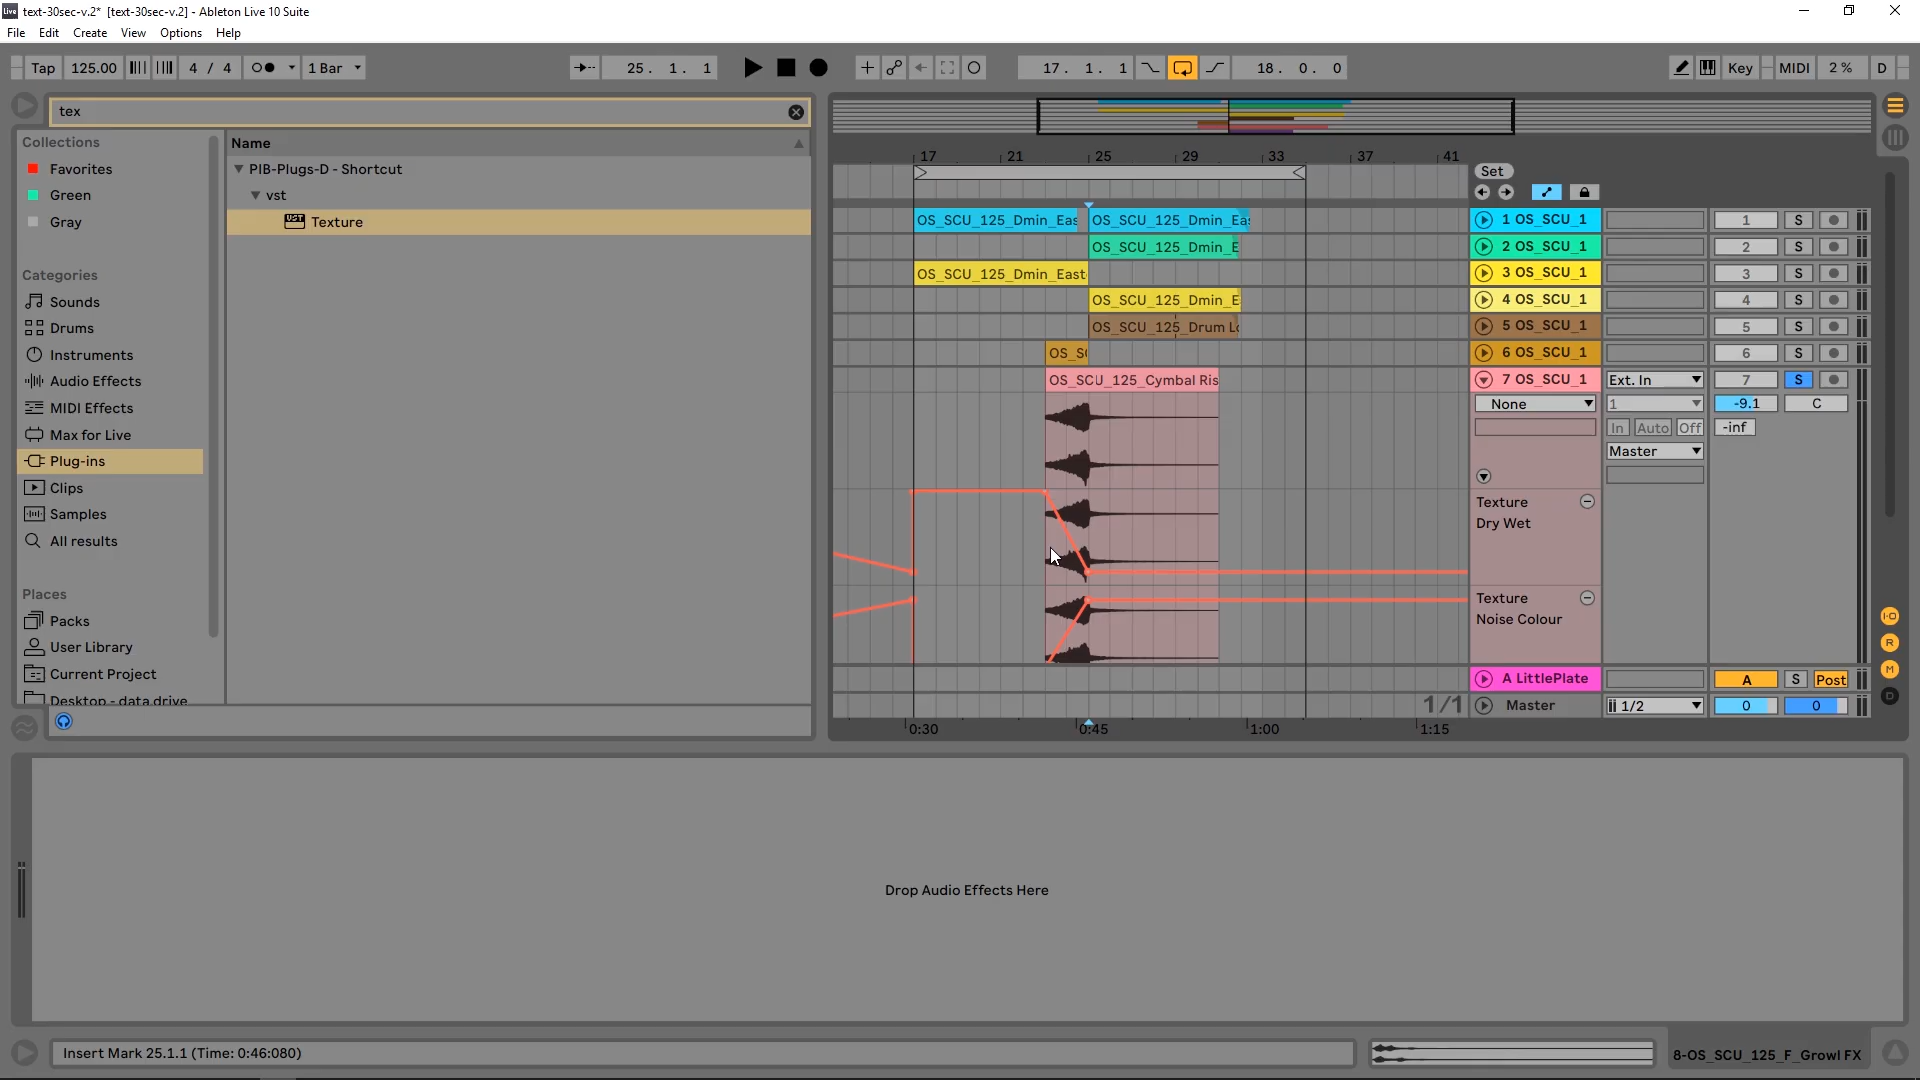 Live text-30sec-v.2* [text-30sec-v.2] - Ableton Live 10 Suite
File Edit Create View Options Help
Tap 125.00 4 / 4 1 Bar 25. 1. 1 17. 1. 1 18. 0. 0 Key MIDI 2 % D
tex
Collections
Favorites
Green
Gray
Categories
Sounds
Drums
Instruments
Audio Effects
MIDI Effects
Max for Live
Plug-ins
Clips
Samples
All results
Places
Packs
User Library
Current Project
Desktop - data.drive
Name
PIB-Plugs-D - Shortcut
vst
VST Texture
17 21 25 29 33 37 41
Set
OS_SCU_125_Dmin_Eas OS_SCU_125_Dmin_Ea 1 OS_SCU_1 1 S
OS_SCU_125_Dmin_E 2 OS_SCU_1 2 S
OS_SCU_125_Dmin_East 3 OS_SCU_1 3 S
OS_SCU_125_Dmin_E 4 OS_SCU_1 4 S
OS_SCU_125_Drum Lo 5 OS_SCU_1 5 S
OS_S 6 OS_SCU_1 6 S
OS_SCU_125_Cymbal Ris 7 OS_SCU_1 Ext. In 7 S
None 1 -9.1 C
In Auto Off -inf
Master
Texture
Dry Wet
Texture
Noise Colour
A LittlePlate A S Post
1/1 Master 1/2 0 0
0:30 0:45 1:00 1:15
I·O
R
M
D
Drop Audio Effects Here
Insert Mark 25.1.1 (Time: 0:46:080)
8-OS_SCU_125_F_Growl FX